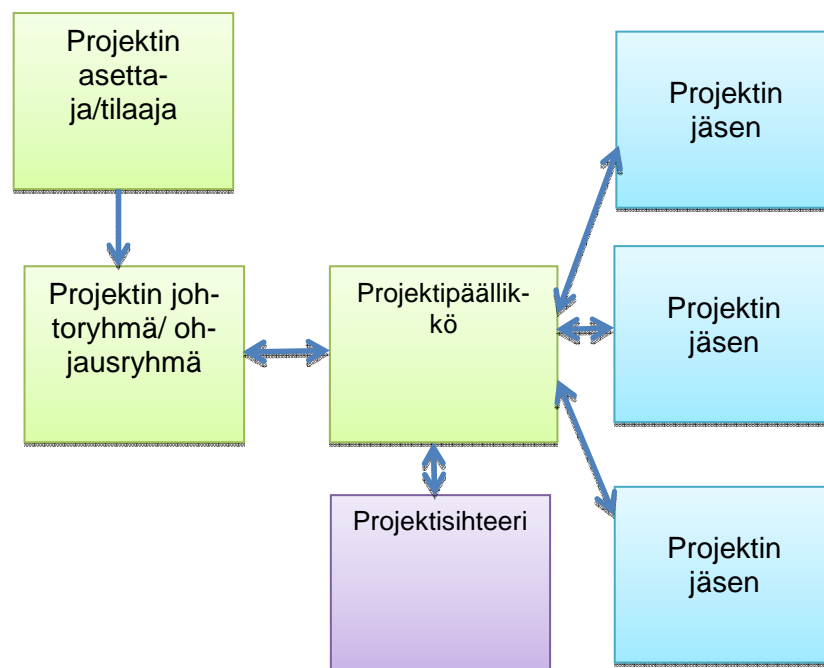 Projektin
asetta-
ja/tilaaja
Projektin joh-
toryhmä/ oh-
jausryhmä
Projektipäällik-
kö
Projektisihteeri
Projektin
jäsen
Projektin
jäsen
Projektin
jäsen